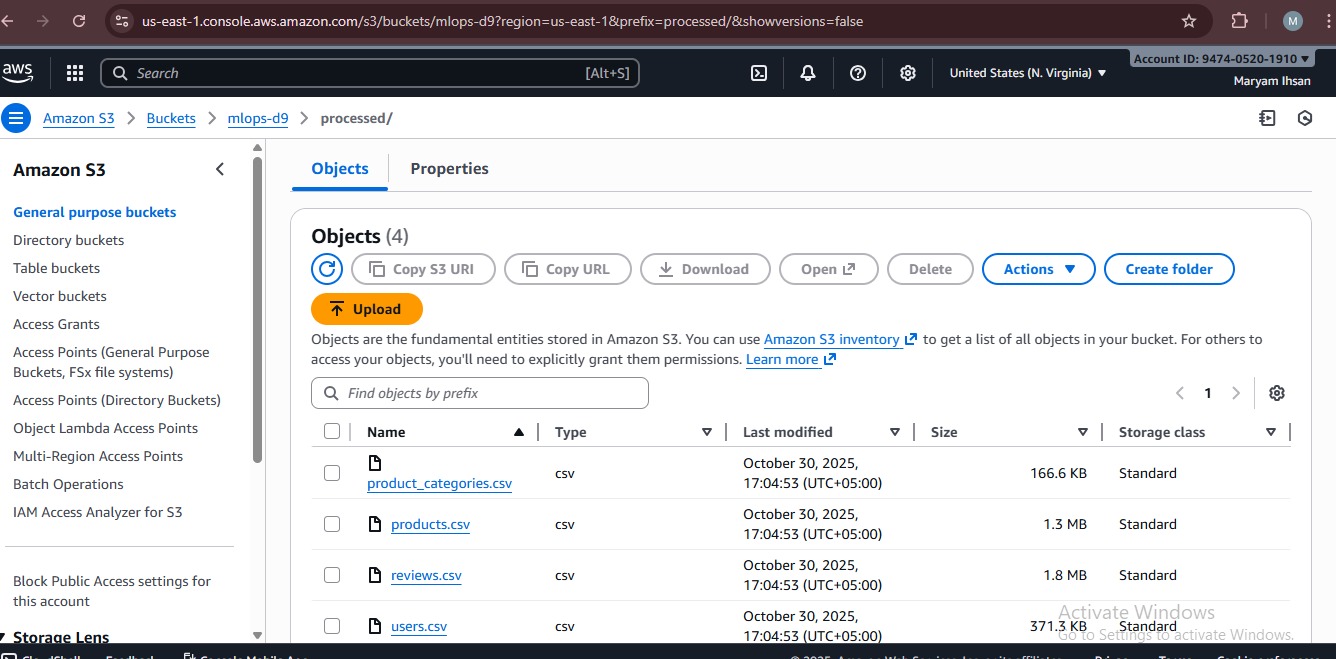 us-east-1.console.aws.amazon.com/s3/buckets/mlops-d9?region=us-east-1&prefix=processed/&showversions=false
M
aws
Search
[Alt+S]
United States (N. Virginia)
Account ID: 9474-0520-1910
Maryam Ihsan
Amazon S3
Buckets
mlops-d9
processed/
Amazon S3
General purpose buckets
Directory buckets
Table buckets
Vector buckets
Access Grants
Access Points (General Purpose
Buckets, FSx file systems)
Access Points (Directory Buckets)
Object Lambda Access Points
Multi-Region Access Points
Batch Operations
IAM Access Analyzer for S3
Block Public Access settings for
this account
Storage Lens
Objects
Properties
Objects (4)
Copy S3 URI
Copy URL
Download
Open
Delete
Actions
Create folder
Upload
Objects are the fundamental entities stored in Amazon S3. You can use Amazon S3 inventory to get a list of all objects in your bucket. For others to
access your objects, you'll need to explicitly grant them permissions. Learn more
Find objects by prefix
1
Name
Type
Last modified
Size
Storage class
product_categories.csv
csv
October 30, 2025,
17:04:53 (UTC+05:00)
166.6 KB
Standard
products.csv
csv
October 30, 2025,
17:04:53 (UTC+05:00)
1.3 MB
Standard
reviews.csv
csv
October 30, 2025,
17:04:53 (UTC+05:00)
1.8 MB
Standard
users.csv
csv
October 30, 2025,
17:04:53 (UTC+05:00)
371.3 KB
Standard
Activate Windows
Go to Settings to activate Windows.